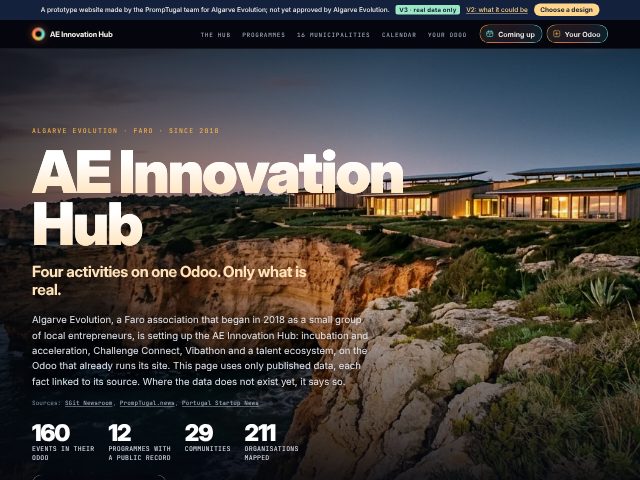 A prototype website made by the PrompTugal team for Algarve Evolution; not yet approved by Algarve Evolution. V3 · real data only V2: what it could be Choose a design
AE Innovation Hub THE HUB PROGRAMMES 16 MUNICIPALITIES CALENDAR YOUR ODOO Coming up Your Odoo
ALGARVE EVOLUTION · FARO · SINCE 2018
AE Innovation
Hub
Four activities on one Odoo. Only what is
real.
Algarve Evolution, a Faro association that began in 2018 as a small group
of local entrepreneurs, is setting up the AE Innovation Hub: incubation and
acceleration, Challenge Connect, Vibathon and a talent ecosystem, on the
Odoo that already runs its site. This page uses only published data, each
fact linked to its source. Where the data does not exist yet, it says so.
Sources: SGit Newsroom, PrompTugal.news, Portugal Startup News
160 12 29 211
EVENTS IN THEIR PROGRAMMES WITH COMMUNITIES ORGANISATIONS
ODOO A PUBLIC RECORD MAPPED